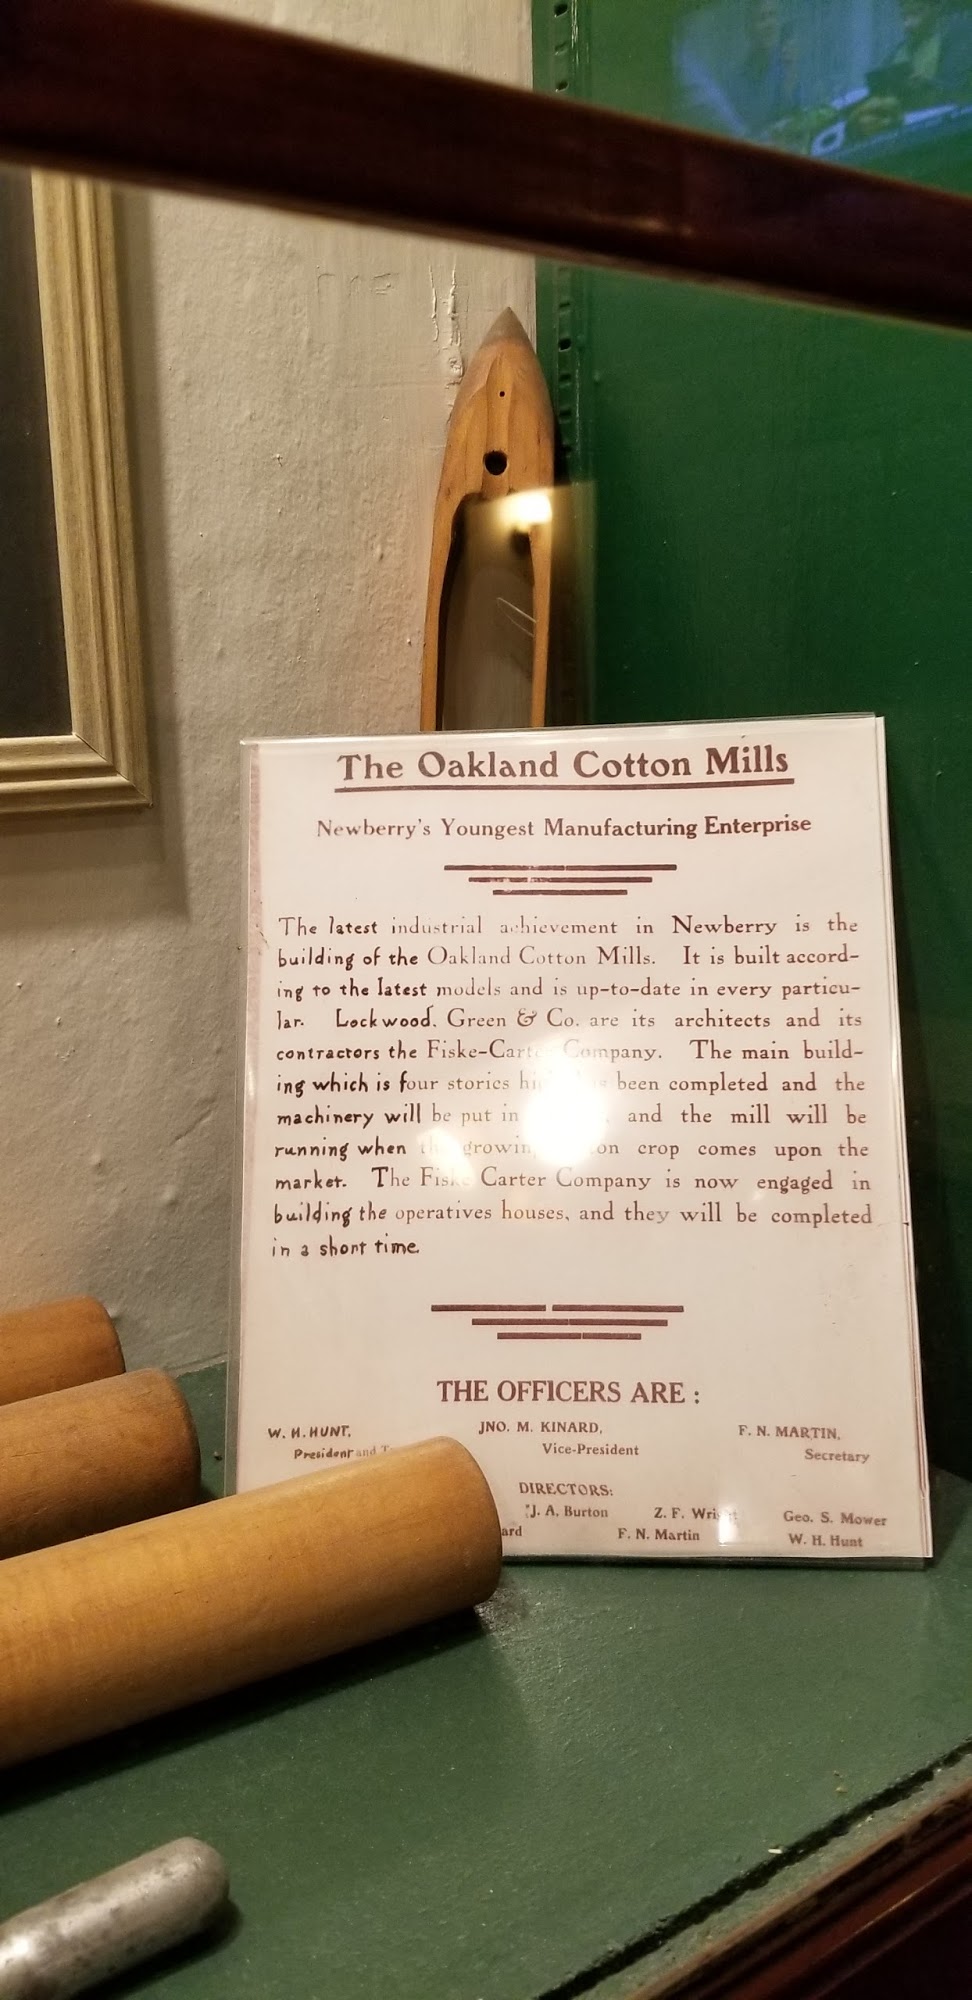 The Oakland Cotton Mills
Newberry's Youngest Manufacturing Enterprise
The latest industrial achievement in Newberry is the
building of the Oakland Cotton Mills. It is built accord-
ing to the latest models and is up-to-date in every particu-
lar. Lockwood, Green & Co. are its architects and its
contractors the Fiske-Carter Company. The main build-
ing which is four stories been completed and the
machinery will be put in and the mill will be
running when growing crop comes upon the
market. The Fiske Carter Company is now engaged in
building the operatives houses, and they will be completed
in a short time.
THE OFFICERS ARE :
W. H. HUNT, JNO. M. KINARD, F. N. MARTIN,
President and Vice-President Secretary
DIRECTORS:
J. A. Burton Z. F. Wright Geo. S. Mower
F. N. Martin W. H. Hunt